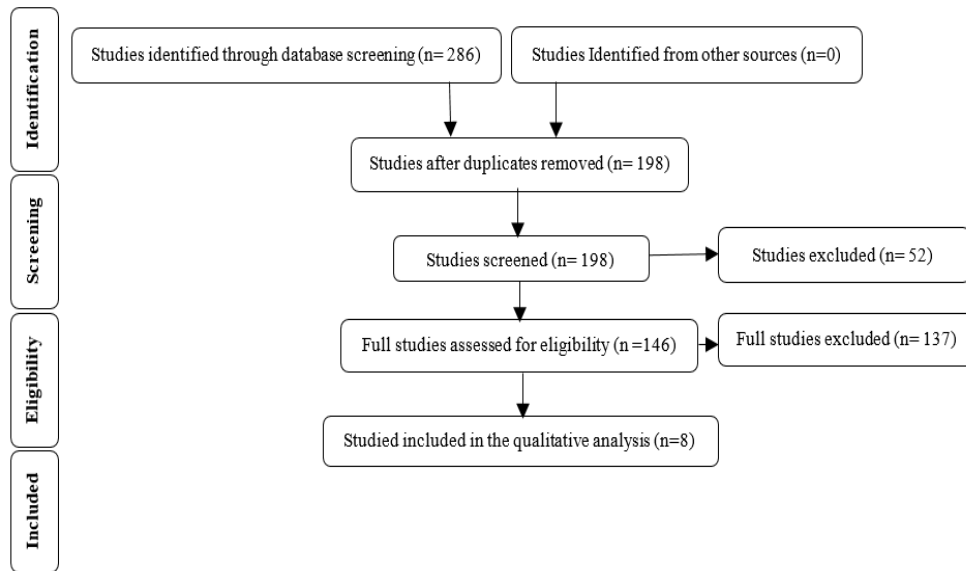 Identification
Studies identified through database screening (n= 286)
Studies Identified from other sources (n=0)
Studies after duplicates removed (n= 198)
Screening
Studies screened (n= 198)
Studies excluded (n= 52)
Eligibility
Full studies assessed for eligibility (n =146)
Full studies excluded (n= 137)
Studied included in the qualitative analysis (n=8)
Included